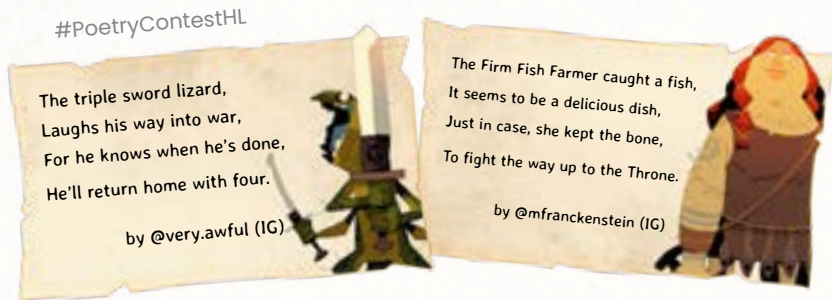 #PoetryContestHL
The triple sword lizard,
Laughs his way into war,
For he knows when he's done,
He'll return home with four.
by @very.awful (IG)
The Firm Fish Farmer caught a fish,
It seems to be a delicious dish,
Just in case, she kept the bone,
To fight the way up to the Throne.
by @mfranckenstein (IG)